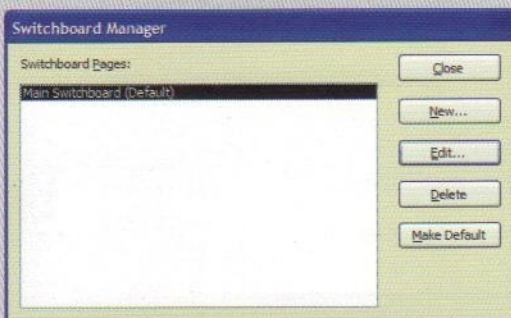 Switchboard Manager
Switchboard Pages:
Main Switchboard (Default)
Close
New...
Edit...
Delete
Make Default